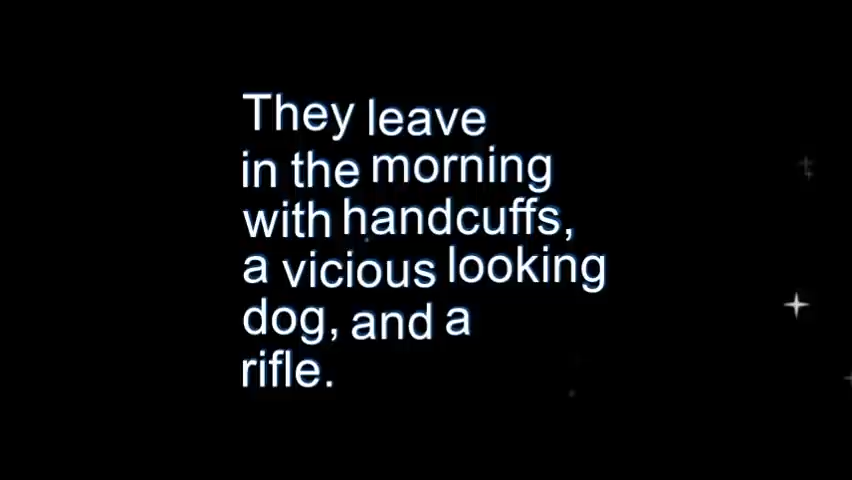 They leave
in the morning
with handcuffs,
a vicious looking
dog, and a
rifle.